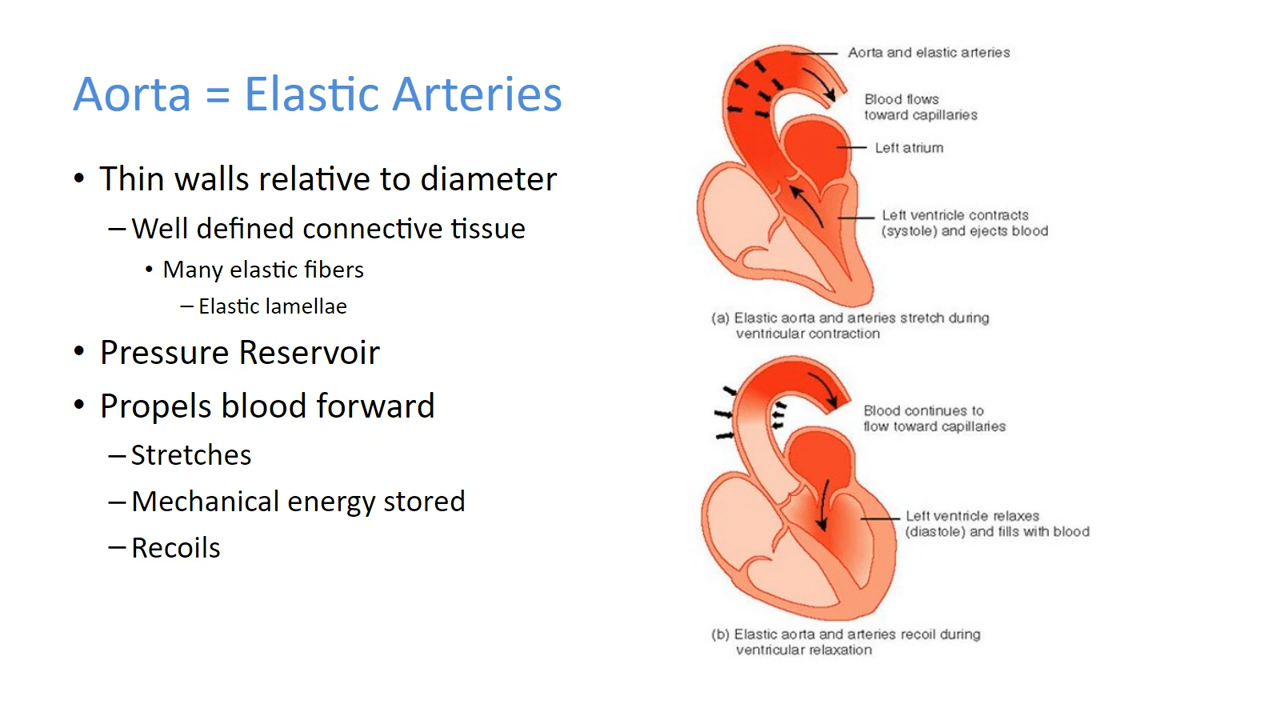 Aorta = Elastic Arteries
• Thin walls relative to diameter
– Well defined connective tissue
• Many elastic fibers
– Elastic lamellae
• Pressure Reservoir
• Propels blood forward
– Stretches
– Mechanical energy stored
– Recoils
Aorta and elastic arteries
Blood flows
toward capillaries
Left atrium
Left ventricle contracts
(systole) and ejects blood
(a) Elastic aorta and arteries stretch during
ventricular contraction
Blood continues to
flow toward capillaries
Left ventricle relaxes
(diastole) and fills with blood
(b) Elastic aorta and arteries recoil during
ventricular relaxation